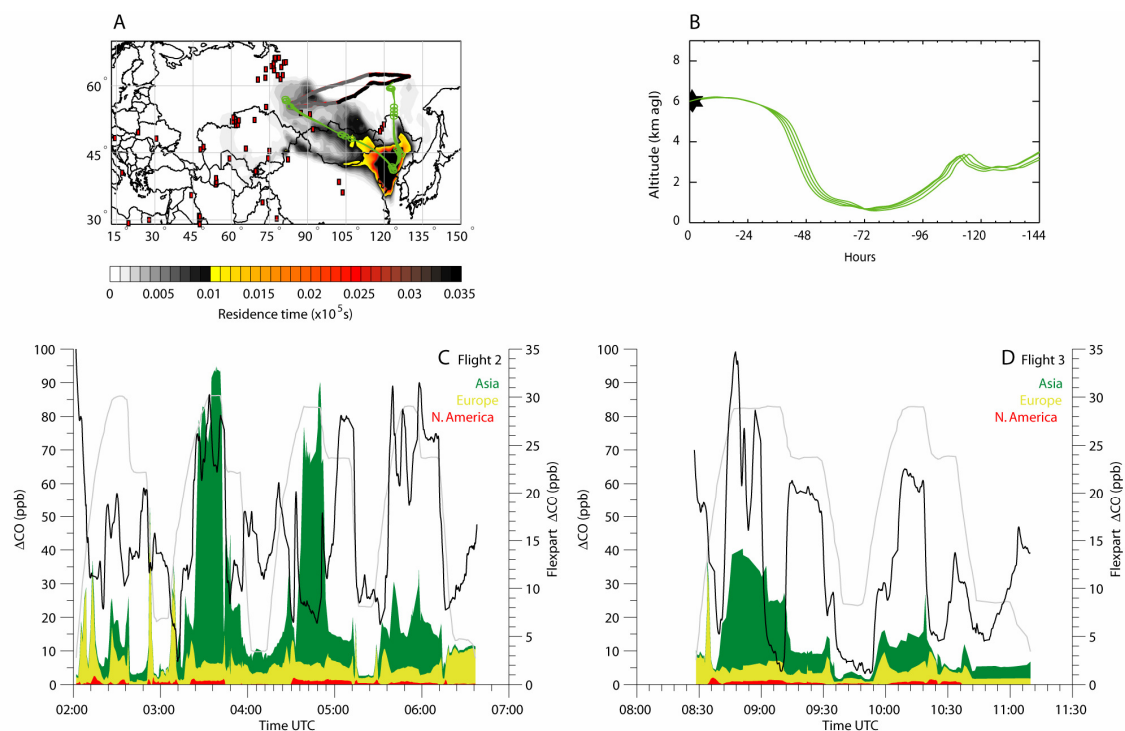 A
60°
45°
30°
15° 30° 45° 60° 75° 90° 105° 120° 135° 150°
0 0.005 0.01 0.015 0.02 0.025 0.03 0.035
Residence time (x10⁵s)
B
Altitude (km agl)
8
6
4
2
0
0 -24 -48 -72 -96 -120 -144
Hours
C Flight 2
Asia
Europe
N. America
ΔCO (ppb)
100
90
80
70
60
50
40
30
20
10
0
35
30
25
20
15
10
5
0
Flexpart ΔCO (ppb)
02:00 03:00 04:00 05:00 06:00 07:00
Time UTC
D Flight 3
Asia
Europe
N. America
ΔCO (ppb)
100
90
80
70
60
50
40
30
20
10
0
35
30
25
20
15
10
5
0
Flexpart ΔCO (ppb)
08:00 08:30 09:00 09:30 10:00 10:30 11:00 11:30
Time UTC